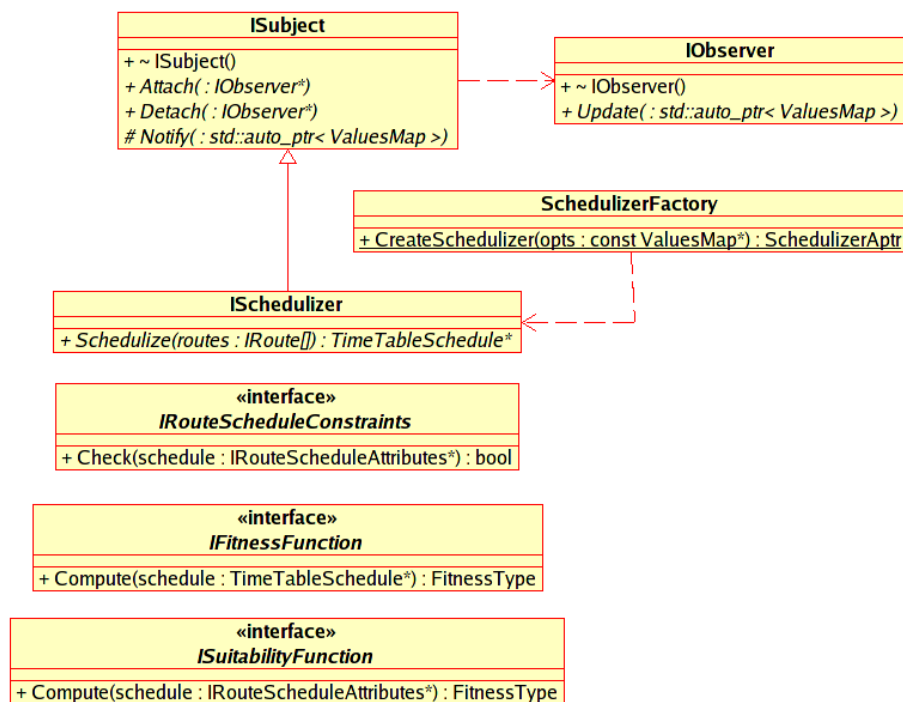 ISubject
+ ~ ISubject()
+ Attach( : IObserver*)
+ Detach( : IObserver*)
# Notify( : std::auto_ptr< ValuesMap >)
IObserver
+ ~ IObserver()
+ Update( : std::auto_ptr< ValuesMap >)
SchedulizerFactory
+ CreateSchedulizer(opts : const ValuesMap*) : SchedulizerAptr
ISchedulizer
+ Schedulize(routes : IRoute[]) : TimeTableSchedule*
«interface»
IRouteScheduleConstraints
+ Check(schedule : IRouteScheduleAttributes*) : bool
«interface»
IFitnessFunction
+ Compute(schedule : TimeTableSchedule*) : FitnessType
«interface»
ISuitabilityFunction
+ Compute(schedule : IRouteScheduleAttributes*) : FitnessType